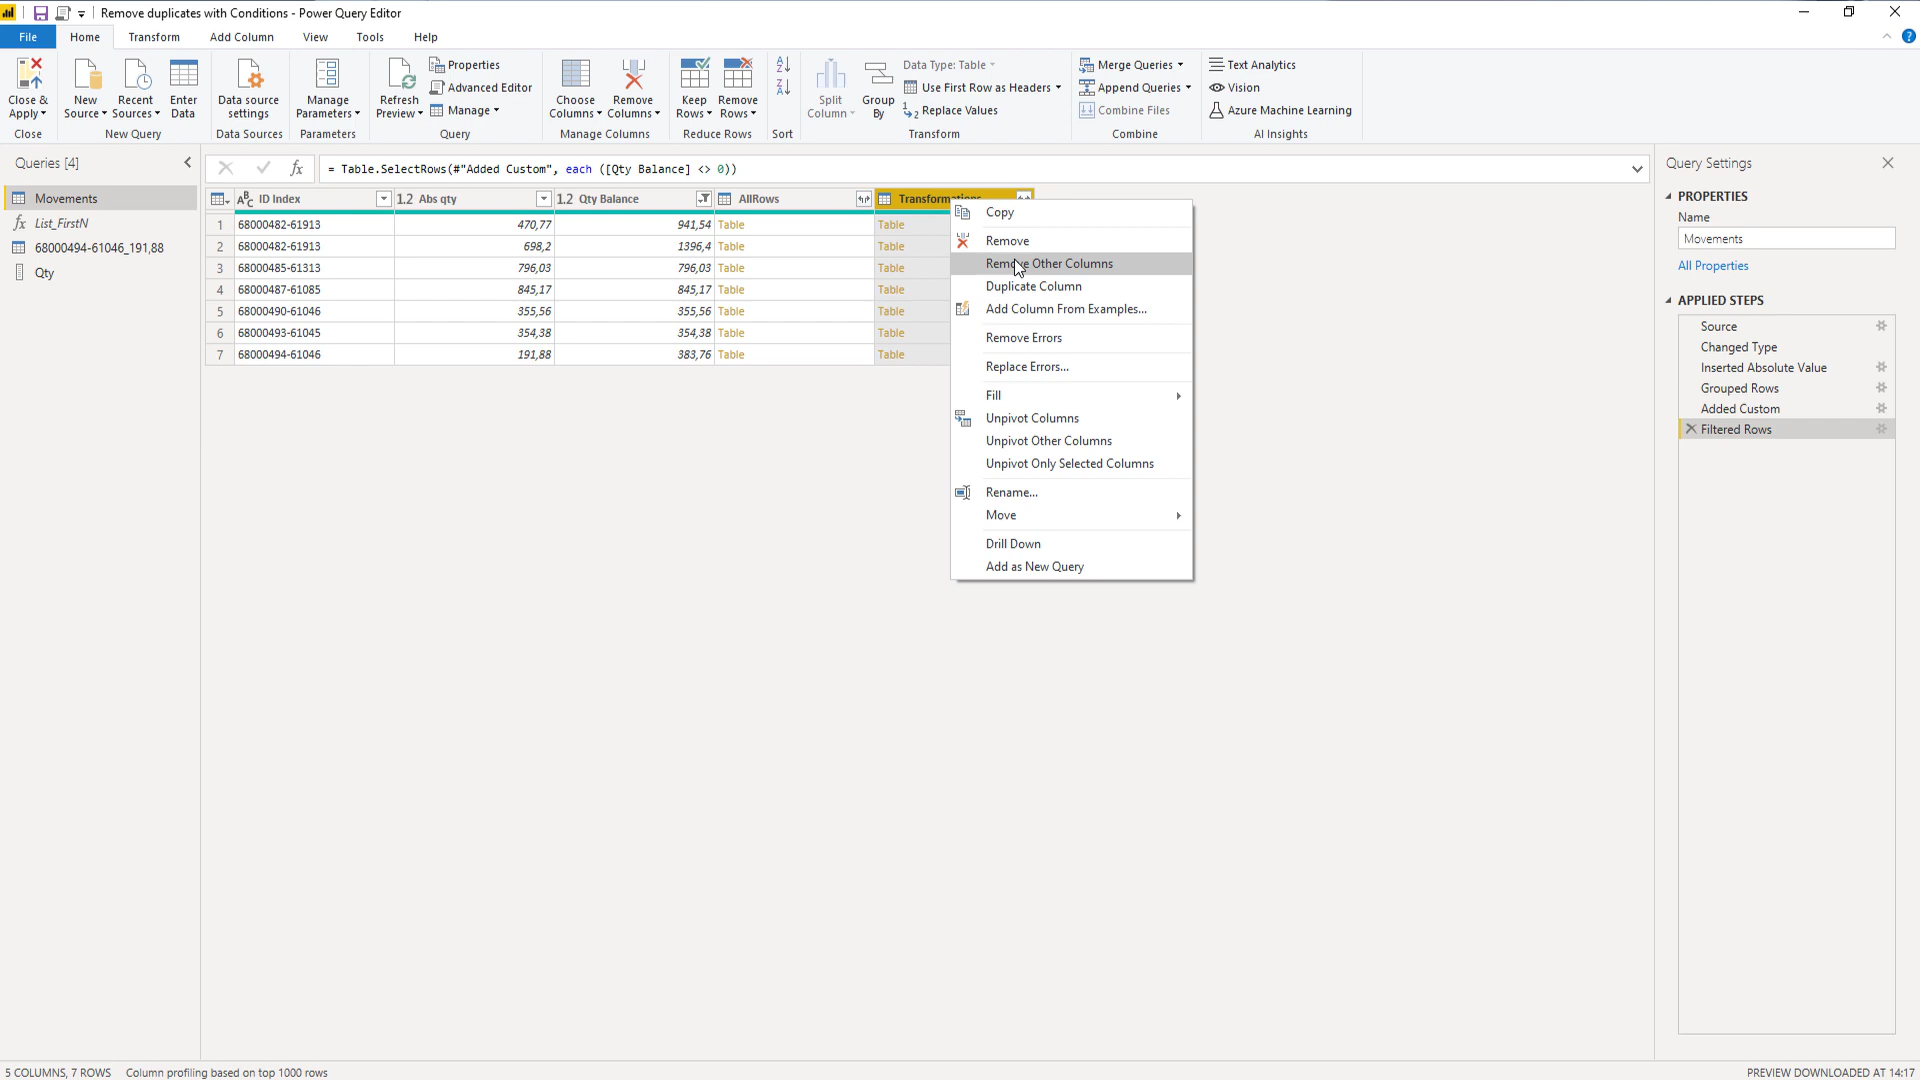 Remove duplicates with Conditions - Power Query Editor
File Home Transform Add Column View Tools Help
Close & Apply
New Source
Recent Sources
Enter Data
Data source settings
Manage Parameters
Refresh Preview
Properties
Advanced Editor
Manage
Choose Columns
Remove Columns
Keep Rows
Remove Rows
Split Column
Group By
Data Type: Table
Use First Row as Headers
Replace Values
Merge Queries
Append Queries
Combine Files
Text Analytics
Vision
Azure Machine Learning
Close New Query Data Sources Parameters Query Manage Columns Reduce Rows Sort Transform Combine AI Insights
Queries [4]
Movements
List_FirstN
68000494-61046_191,88
Qty
= Table.SelectRows(#"Added Custom", each ([Qty Balance] <> 0))
ID Index 1.2 Abs qty 1.2 Qty Balance AllRows Transformations
1 68000482-61913 470,77 941,54 Table Table
2 68000482-61913 698,2 1396,4 Table Table
3 68000485-61313 796,03 796,03 Table Table
4 68000487-61085 845,17 845,17 Table Table
5 68000490-61046 355,56 355,56 Table Table
6 68000493-61045 354,38 354,38 Table Table
7 68000494-61046 191,88 383,76 Table Table
Copy
Remove
Remove Other Columns
Duplicate Column
Add Column From Examples...
Remove Errors
Replace Errors...
Fill
Unpivot Columns
Unpivot Other Columns
Unpivot Only Selected Columns
Rename...
Move
Drill Down
Add as New Query
Query Settings
PROPERTIES
Name
Movements
All Properties
APPLIED STEPS
Source
Changed Type
Inserted Absolute Value
Grouped Rows
Added Custom
Filtered Rows
5 COLUMNS, 7 ROWS Column profiling based on top 1000 rows
PREVIEW DOWNLOADED AT 14:17